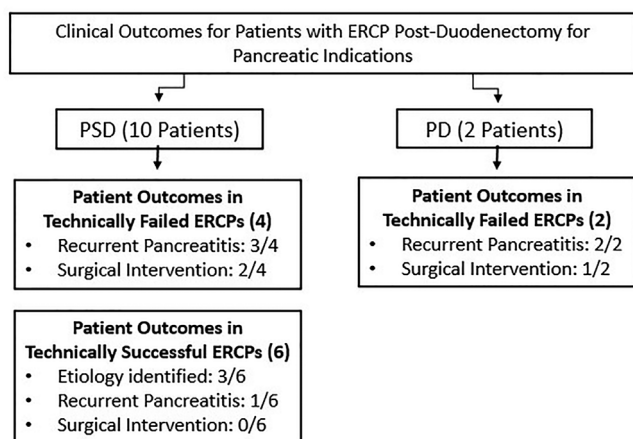 Clinical Outcomes for Patients with ERCP Post-Duodenectomy for
Pancreatic Indications
PSD (10 Patients)
PD (2 Patients)
Patient Outcomes in
Technically Failed ERCPs (4)
• Recurrent Pancreatitis: 3/4
• Surgical Intervention: 2/4
Patient Outcomes in
Technically Failed ERCPs (2)
• Recurrent Pancreatitis: 2/2
• Surgical Intervention: 1/2
Patient Outcomes in
Technically Successful ERCPs (6)
• Etiology identified: 3/6
• Recurrent Pancreatitis: 1/6
• Surgical Intervention: 0/6